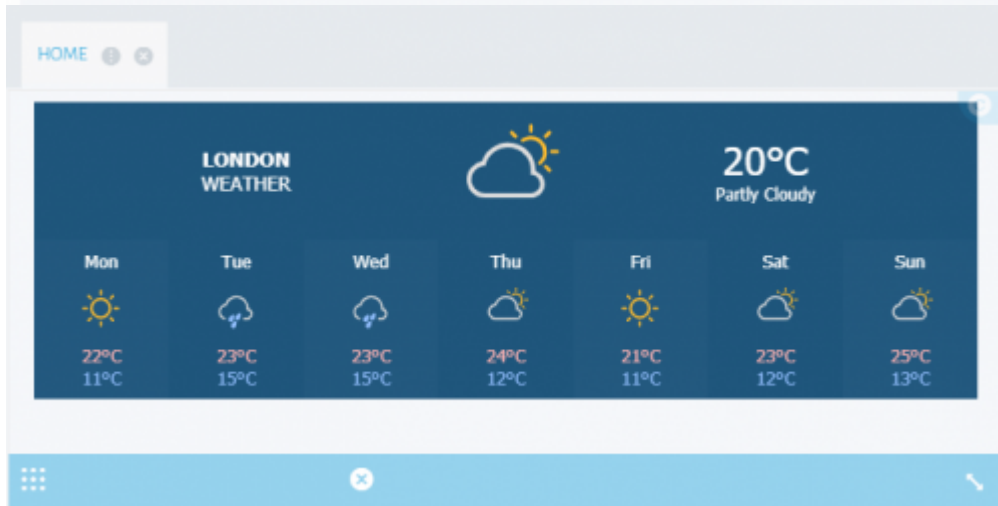 HOME
LONDON
WEATHER
20°C
Partly Cloudy
Mon Tue Wed Thu Fri Sat Sun
22°C 23°C 23°C 24°C 21°C 23°C 25°C
11°C 15°C 15°C 12°C 11°C 12°C 13°C